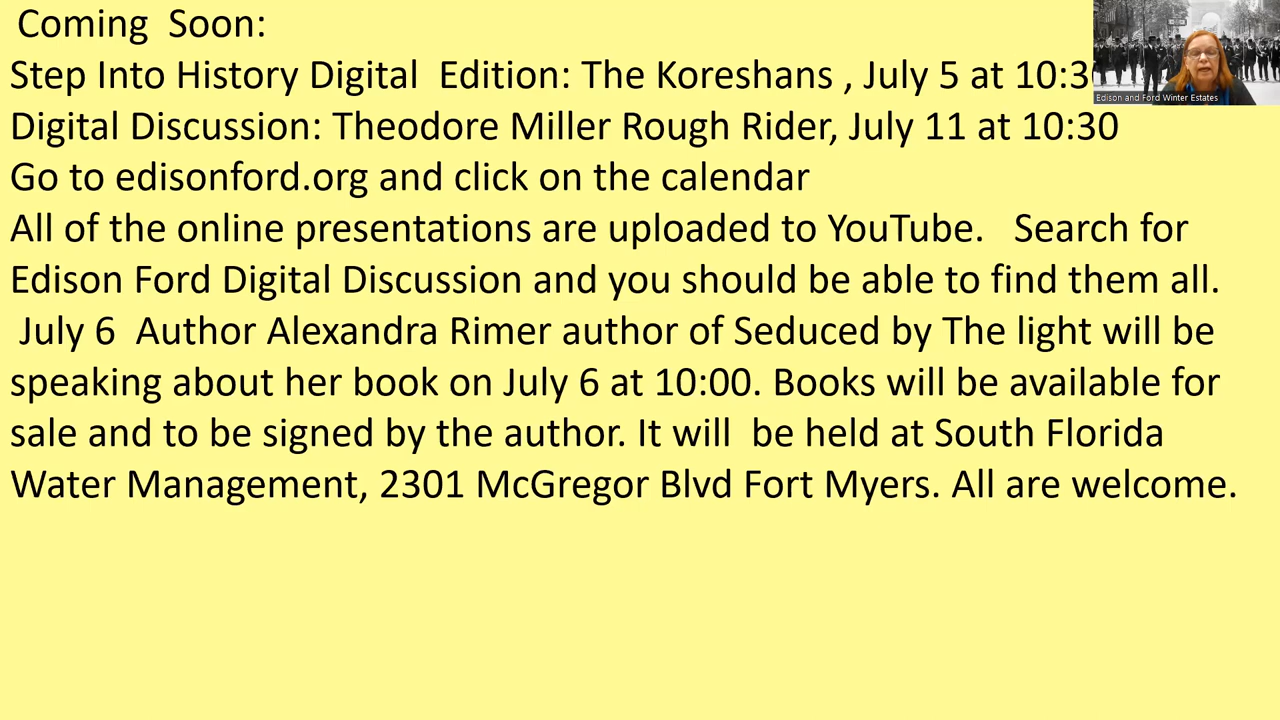 Coming Soon:
Step Into History Digital Edition: The Koreshans , July 5 at
Digital Discussion: Theodore Miller Rough Rider, July 11 at 10:30
Go to edisonford.org and click on the calendar
All of the online presentations are uploaded to YouTube. Search for
Edison Ford Digital Discussion and you should be able to find them all.
July 6 Author Alexandra Rimer author of Seduced by The light will be
speaking about her book on July 6 at 10:00. Books will be available for
sale and to be signed by the author. It will be held at South Florida
Water Management, 2301 McGregor Blvd Fort Myers. All are welcome.
Edison and Ford Winter Estates